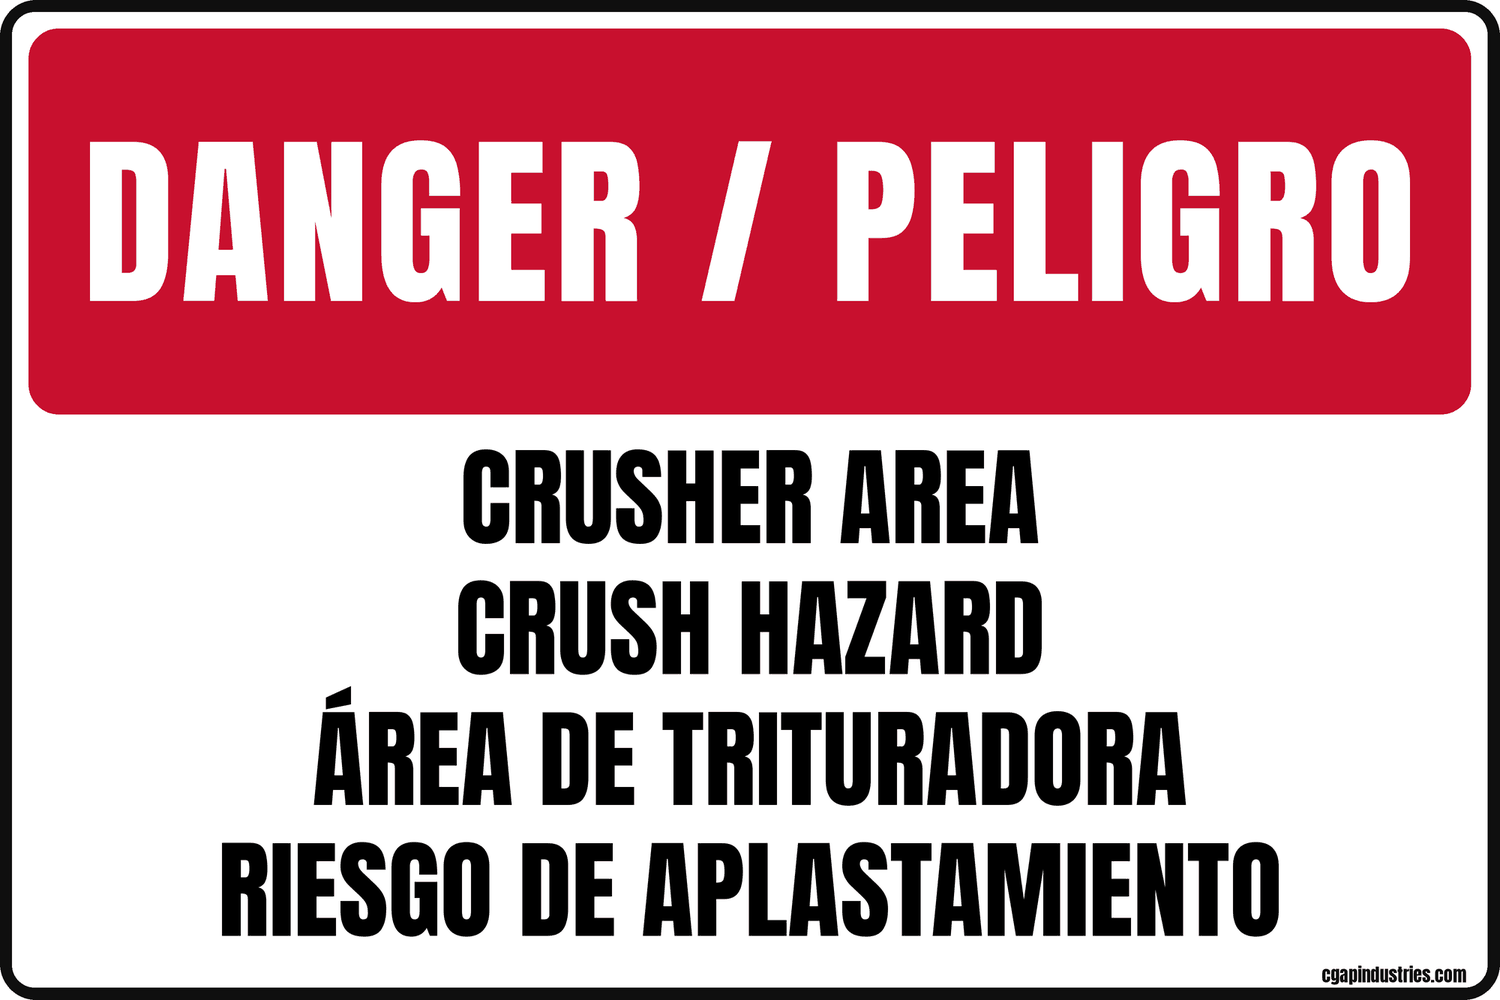 DANGER / PELIGRO
CRUSHER AREA
CRUSH HAZARD
ÁREA DE TRITURADORA
RIESGO DE APLASTAMIENTO
cgapindustries.com